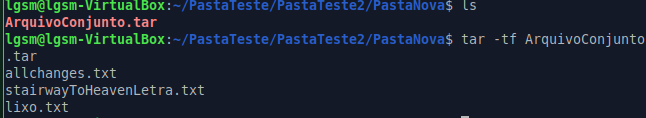 lgsm@lgsm-VirtualBox:~/PastaTeste/PastaTeste2/PastaNova$ ls
ArquivoConjunto.tar
lgsm@lgsm-VirtualBox:~/PastaTeste/PastaTeste2/PastaNova$ tar -tf ArquivoConjunto
.tar
allchanges.txt
stairwayToHeavenLetra.txt
lixo.txt